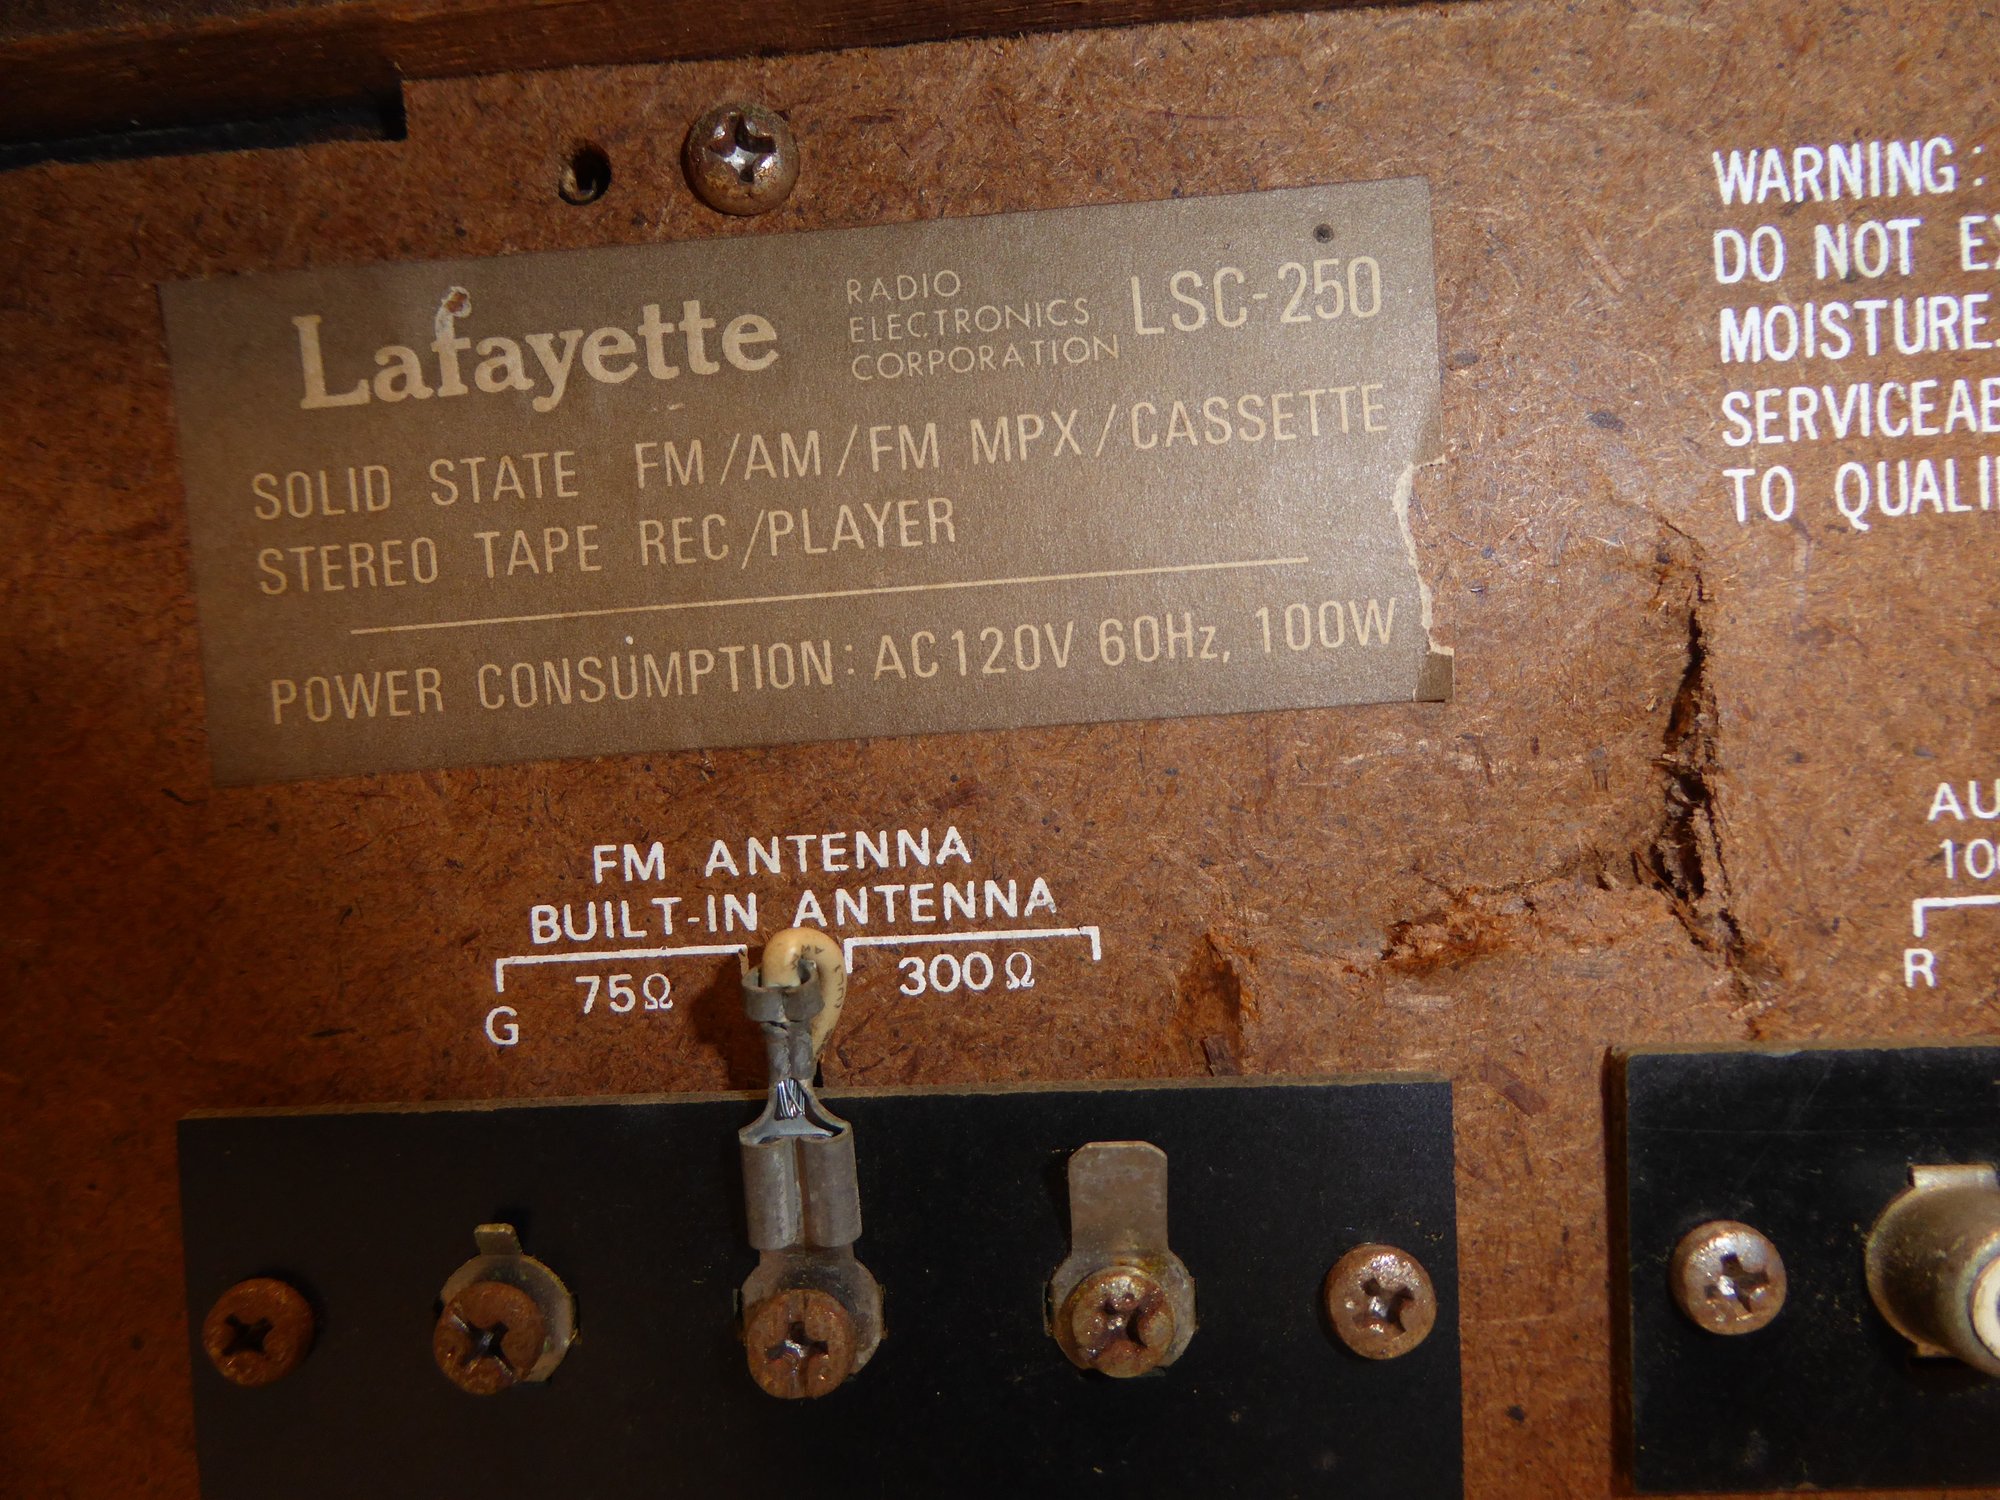 Lafayette RADIO ELECTRONICS CORPORATION LSC-250
SOLID STATE FM/AM/FM MPX/CASSETTE
STEREO TAPE REC/PLAYER
POWER CONSUMPTION: AC120V 60Hz, 100W
WARNING:
DO NOT
MOISTURE.
TO
FM ANTENNA
BUILT-IN ANTENNA
75Ω 300Ω
G
R